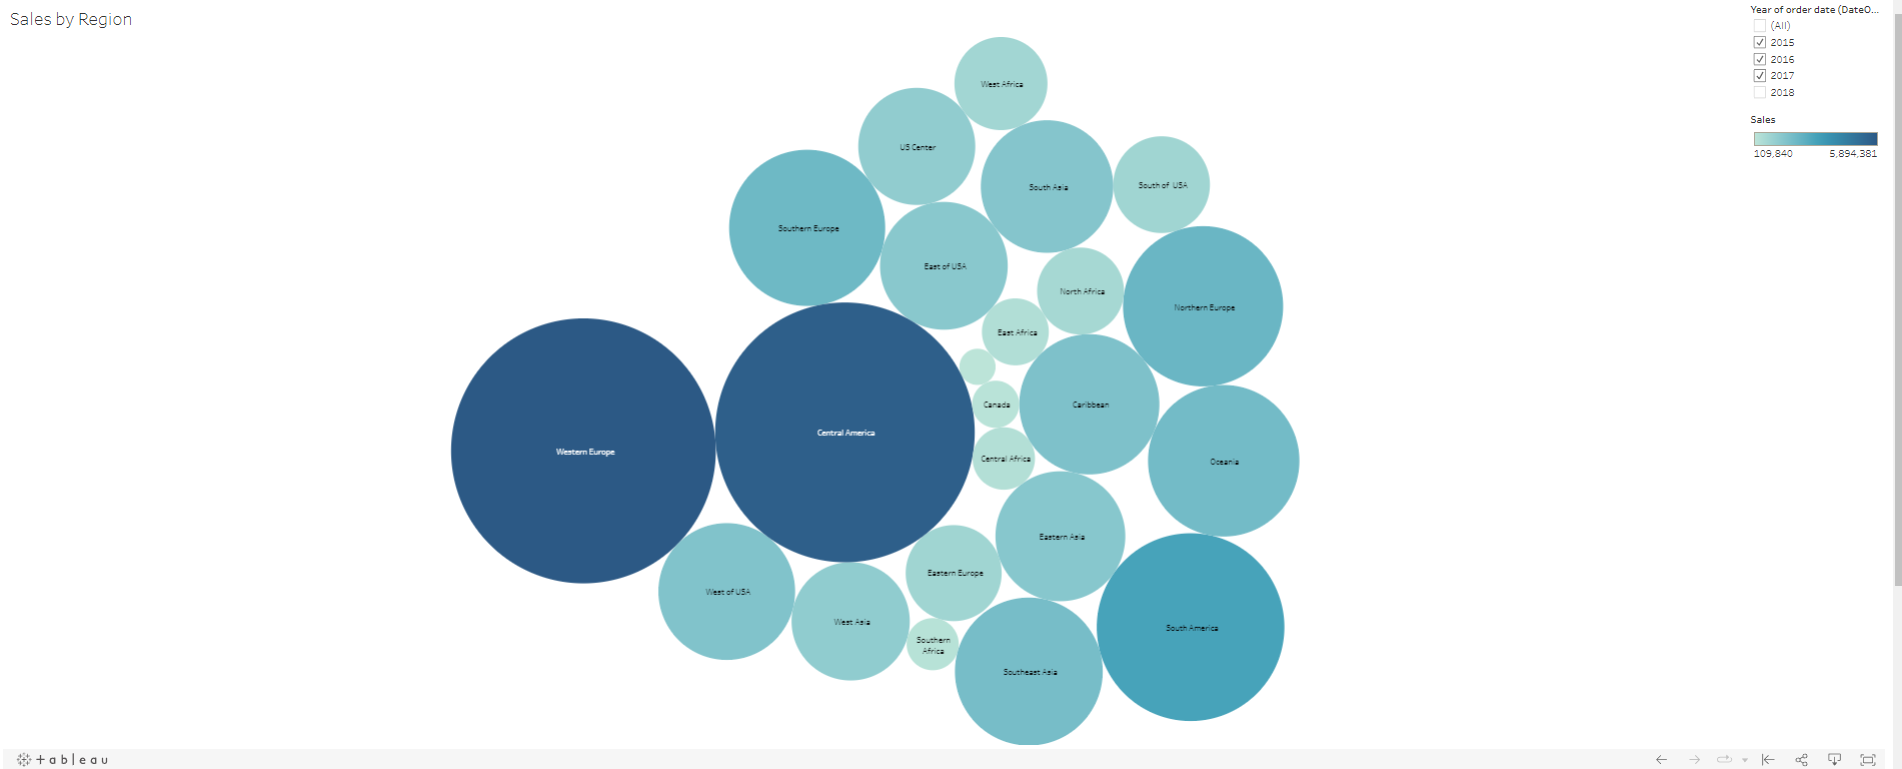 Sales by Region
Year of order date (DateO...
(All)
2015
2016
2017
2018
Sales
109,840
5,894,381
West Africa
US Center
South Asia
South of USA
Southern Europe
East of USA
North Africa
Northern Europe
East Africa
Canada
Caribbean
Central America
Western Europe
Central Africa
Oceania
Eastern Asia
Eastern Europe
West of USA
West Asia
South America
Southern
Africa
Southeast Asia
+ a b | e a u